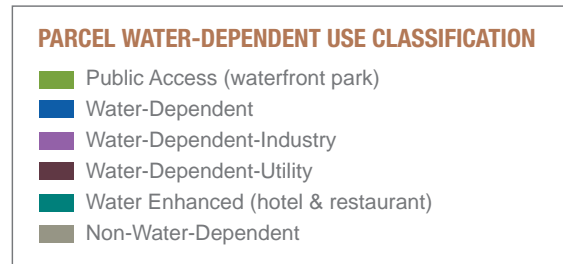 PARCEL WATER-DEPENDENT USE CLASSIFICATION
Public Access (waterfront park)
Water-Dependent
Water-Dependent-Industry
Water-Dependent-Utility
Water Enhanced (hotel & restaurant)
Non-Water-Dependent